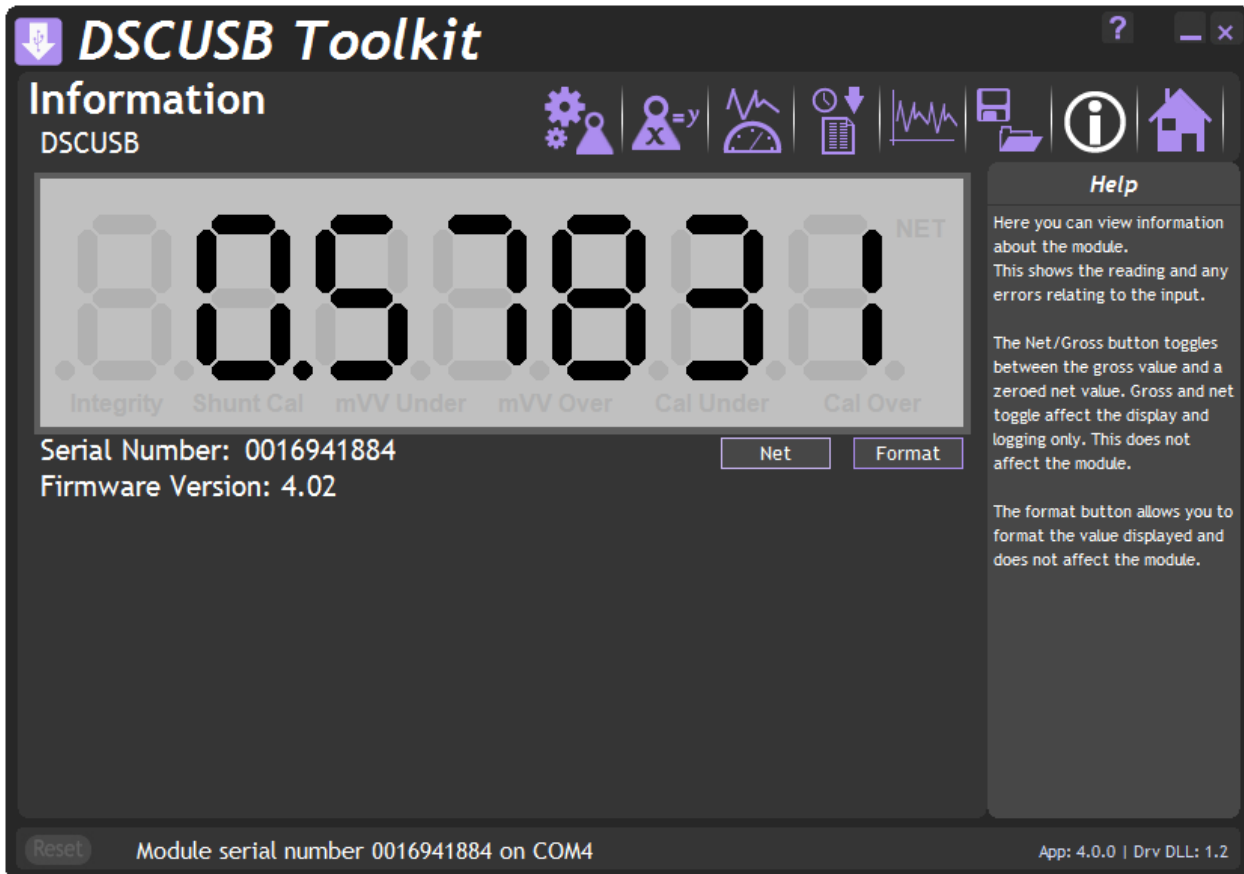 DSCUSB Toolkit
?
Information
DSCUSB
x =y
i
0.57831
NET
Integrity Shunt Cal mVV Under mVV Over Cal Under Cal Over
Serial Number: 0016941884
Net Format
Firmware Version: 4.02
Help
Here you can view information
about the module.
This shows the reading and any
errors relating to the input.
The Net/Gross button toggles
between the gross value and a
zeroed net value. Gross and net
toggle affect the display and
logging only. This does not
affect the module.
The format button allows you to
format the value displayed and
does not affect the module.
Reset
Module serial number 0016941884 on COM4
App: 4.0.0 | Drv DLL: 1.2